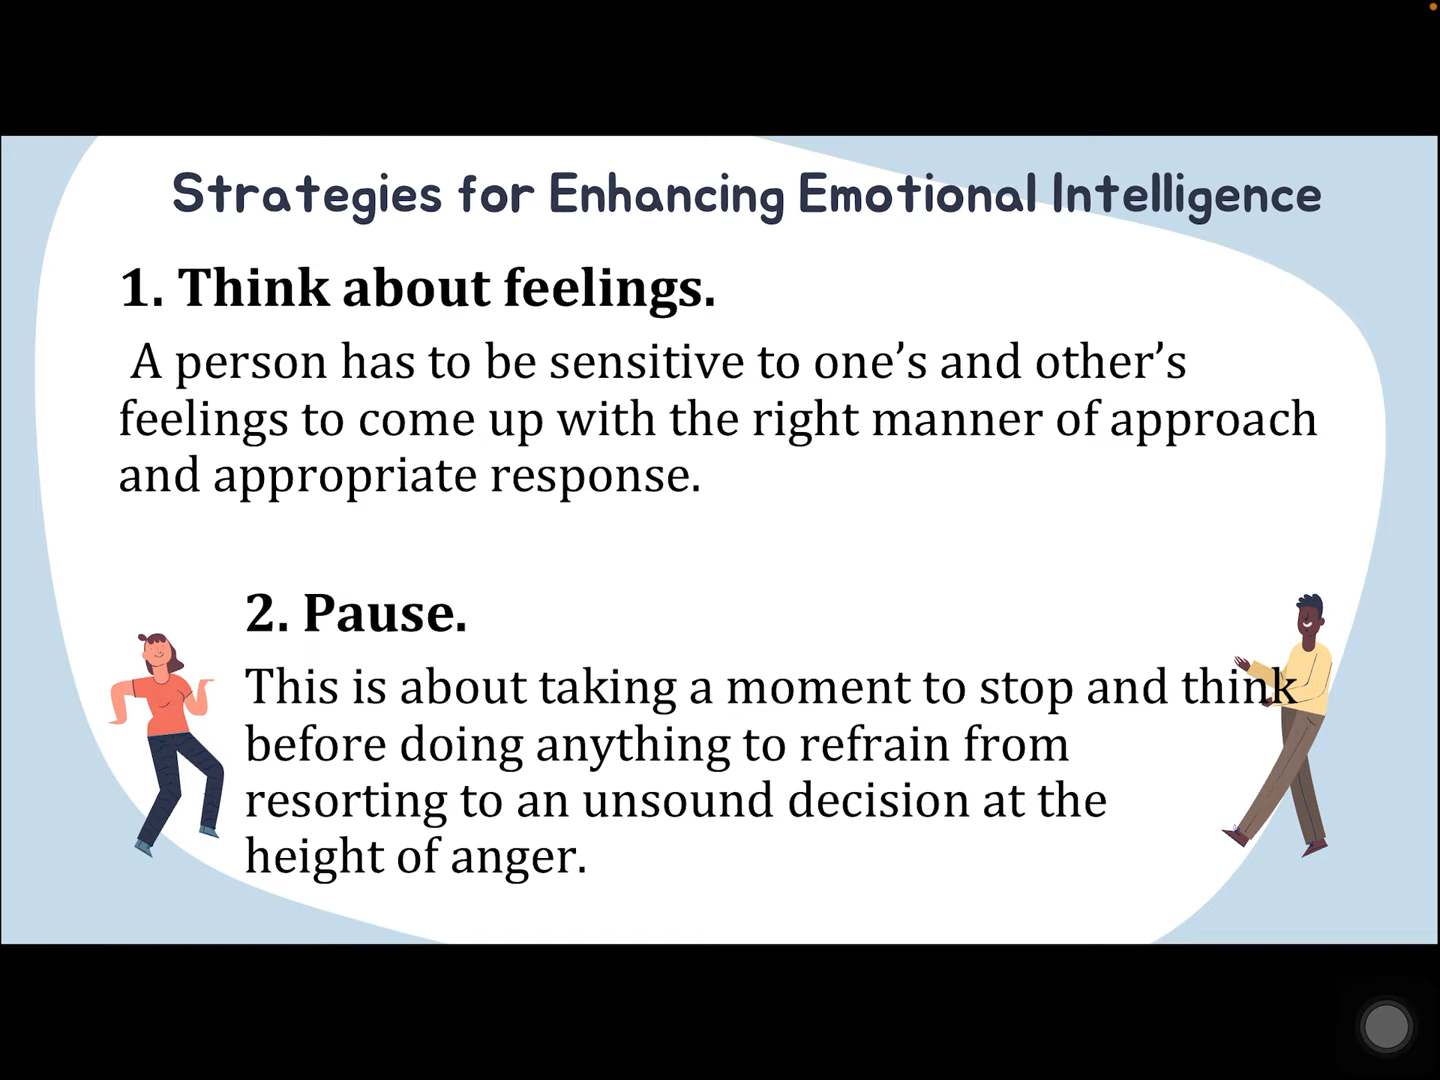 Strategies for Enhancing Emotional Intelligence
1. Think about feelings.
A person has to be sensitive to one’s and other’s
feelings to come up with the right manner of approach
and appropriate response.
2. Pause.
This is about taking a moment to stop and think
before doing anything to refrain from
resorting to an unsound decision at the
height of anger.